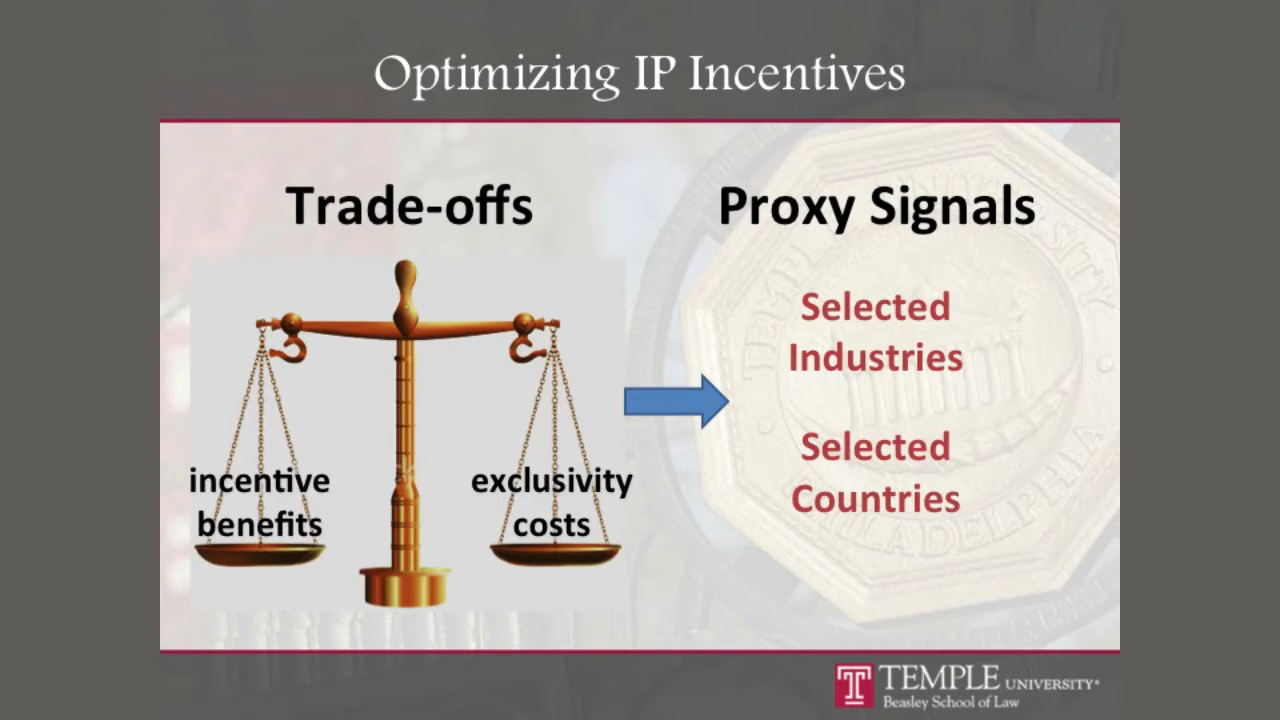 Optimizing IP Incentives
Trade-offs
incentive
benefits
exclusivity
costs
Proxy Signals
Selected
Industries
Selected
Countries
TEMPLE UNIVERSITY®
Beasley School of Law